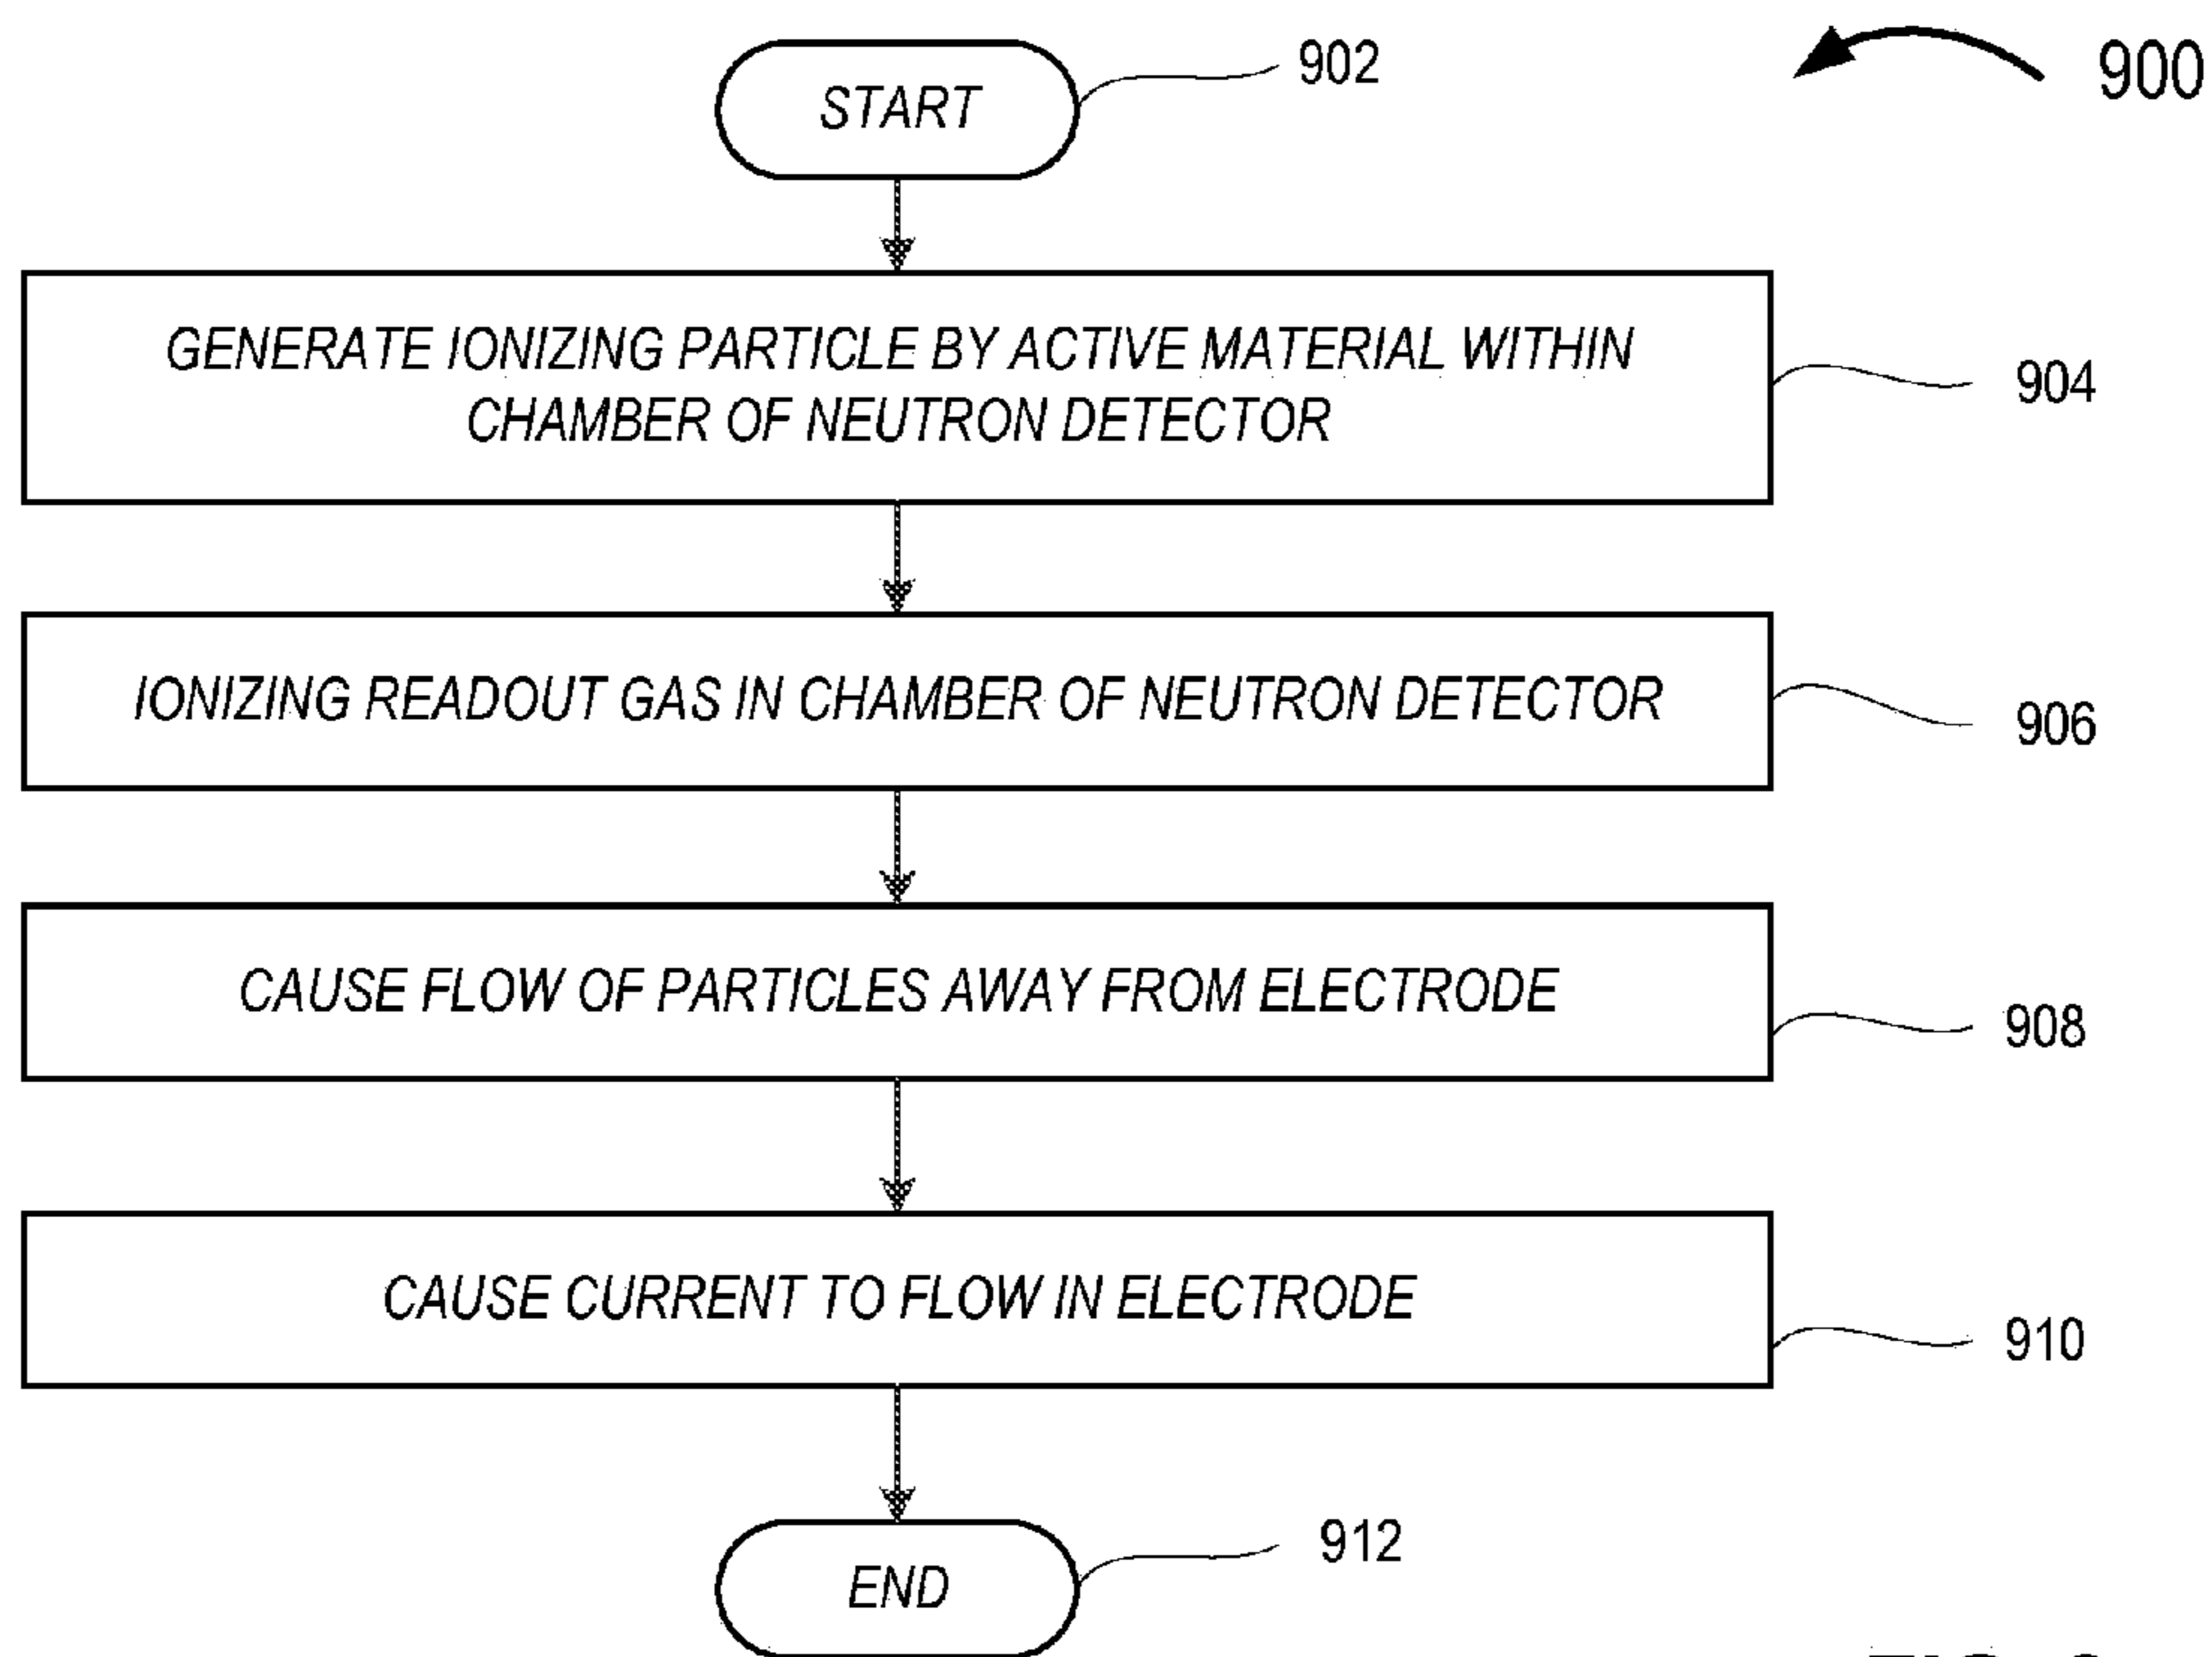 900
START
902
GENERATE IONIZING PARTICLE BY ACTIVE MATERIAL WITHIN
CHAMBER OF NEUTRON DETECTOR
904
IONIZING READOUT GAS IN CHAMBER OF NEUTRON DETECTOR
906
CAUSE FLOW OF PARTICLES AWAY FROM ELECTRODE
908
CAUSE CURRENT TO FLOW IN ELECTRODE
910
END
912